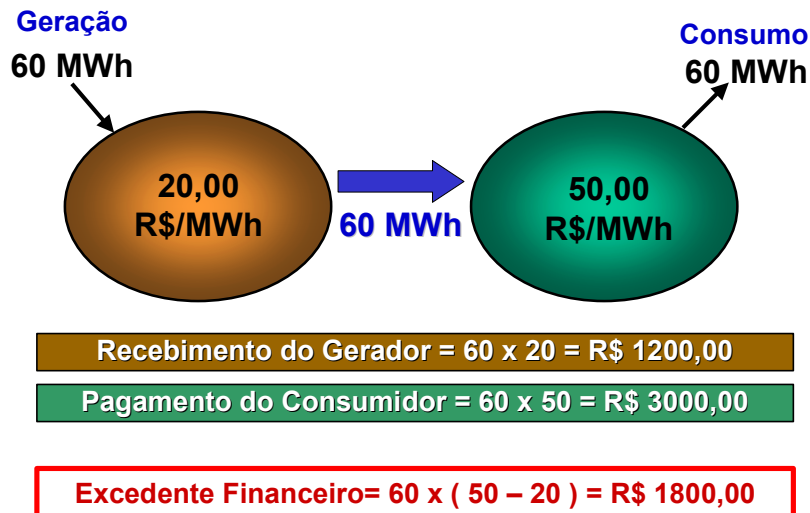 Geração
60 MWh
Consumo
60 MWh
20,00
R$/MWh
60 MWh
50,00
R$/MWh
Recebimento do Gerador = 60 x 20 = R$ 1200,00
Pagamento do Consumidor = 60 x 50 = R$ 3000,00
Excedente Financeiro= 60 x ( 50 – 20 ) = R$ 1800,00